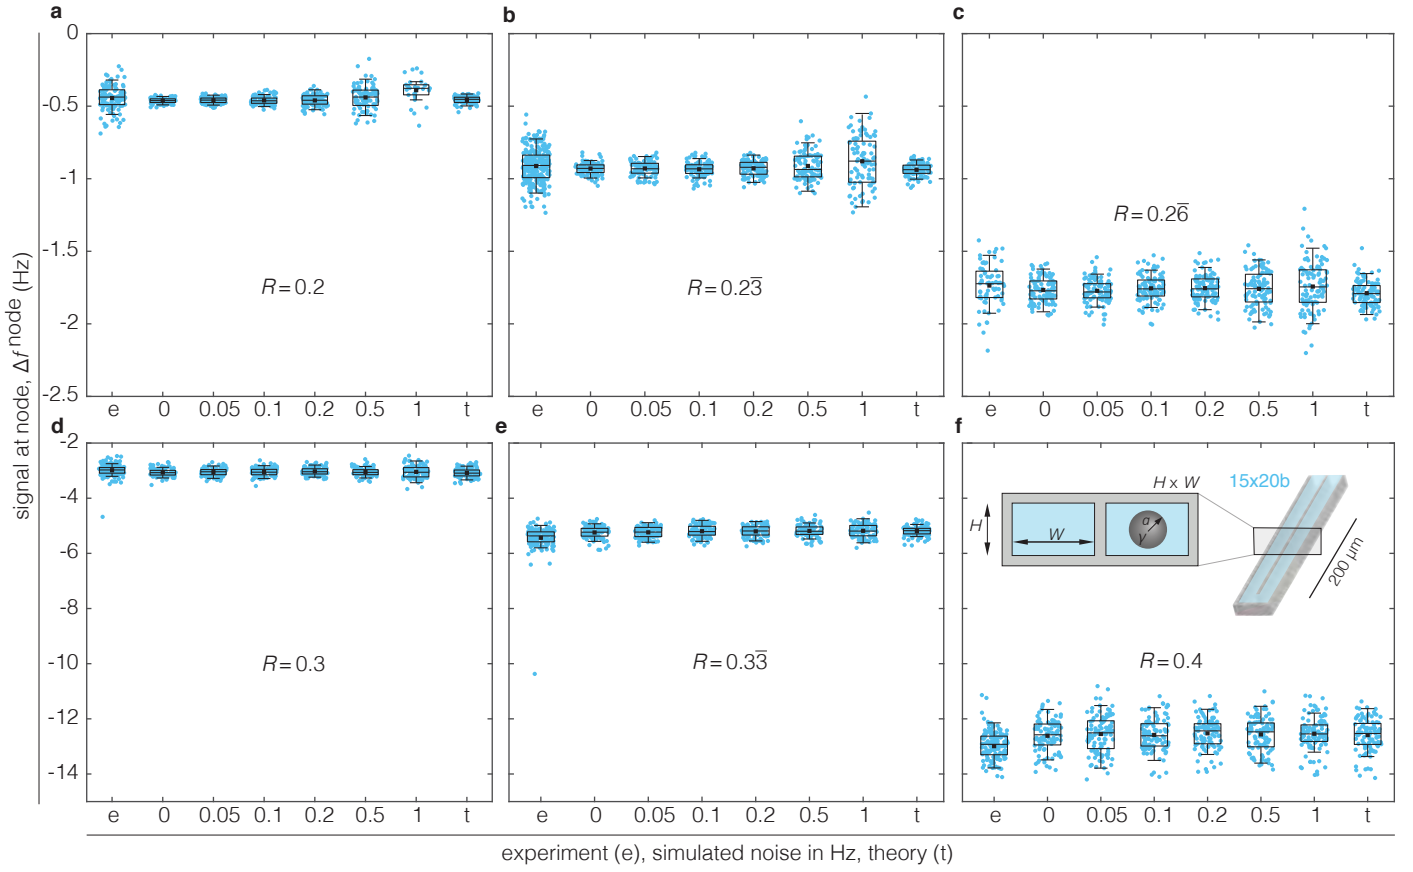 a
b
c
0
-0.5
-1
-1.5
-2
-2.5
R=0.2
R=0.23̅
R=0.26̅
e 0 0.05 0.1 0.2 0.5 1 t
e 0 0.05 0.1 0.2 0.5 1 t
e 0 0.05 0.1 0.2 0.5 1 t
signal at node, Δf node (Hz)
d
e
f
-2
-4
-6
-8
-10
-12
-14
R=0.3
R=0.33̅
R=0.4
H x W
15x20b
H
W
a
γ
200 μm
e 0 0.05 0.1 0.2 0.5 1 t
e 0 0.05 0.1 0.2 0.5 1 t
e 0 0.05 0.1 0.2 0.5 1 t
experiment (e), simulated noise in Hz, theory (t)